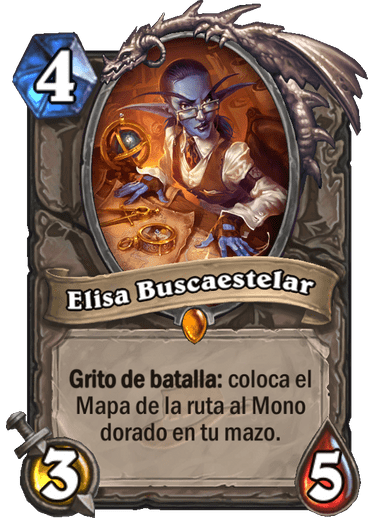 4
Elisa Buscaestelar
Grito de batalla: coloca el
Mapa de la ruta al Mono
dorado en tu mazo.
3
5